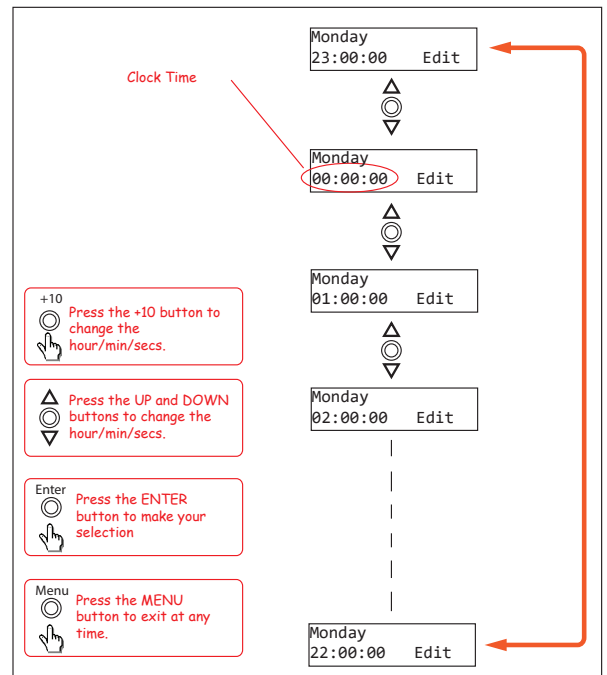 Monday
23:00:00 Edit
Clock Time
Monday
00:00:00 Edit
Monday
01:00:00 Edit
+10
Press the +10 button to
change the
hour/min/secs.
Monday
02:00:00 Edit
Press the UP and DOWN
buttons to change the
hour/min/secs.
Enter
Press the ENTER
button to make your
selection
Menu
Press the MENU
button to exit at any
time.
Monday
22:00:00 Edit